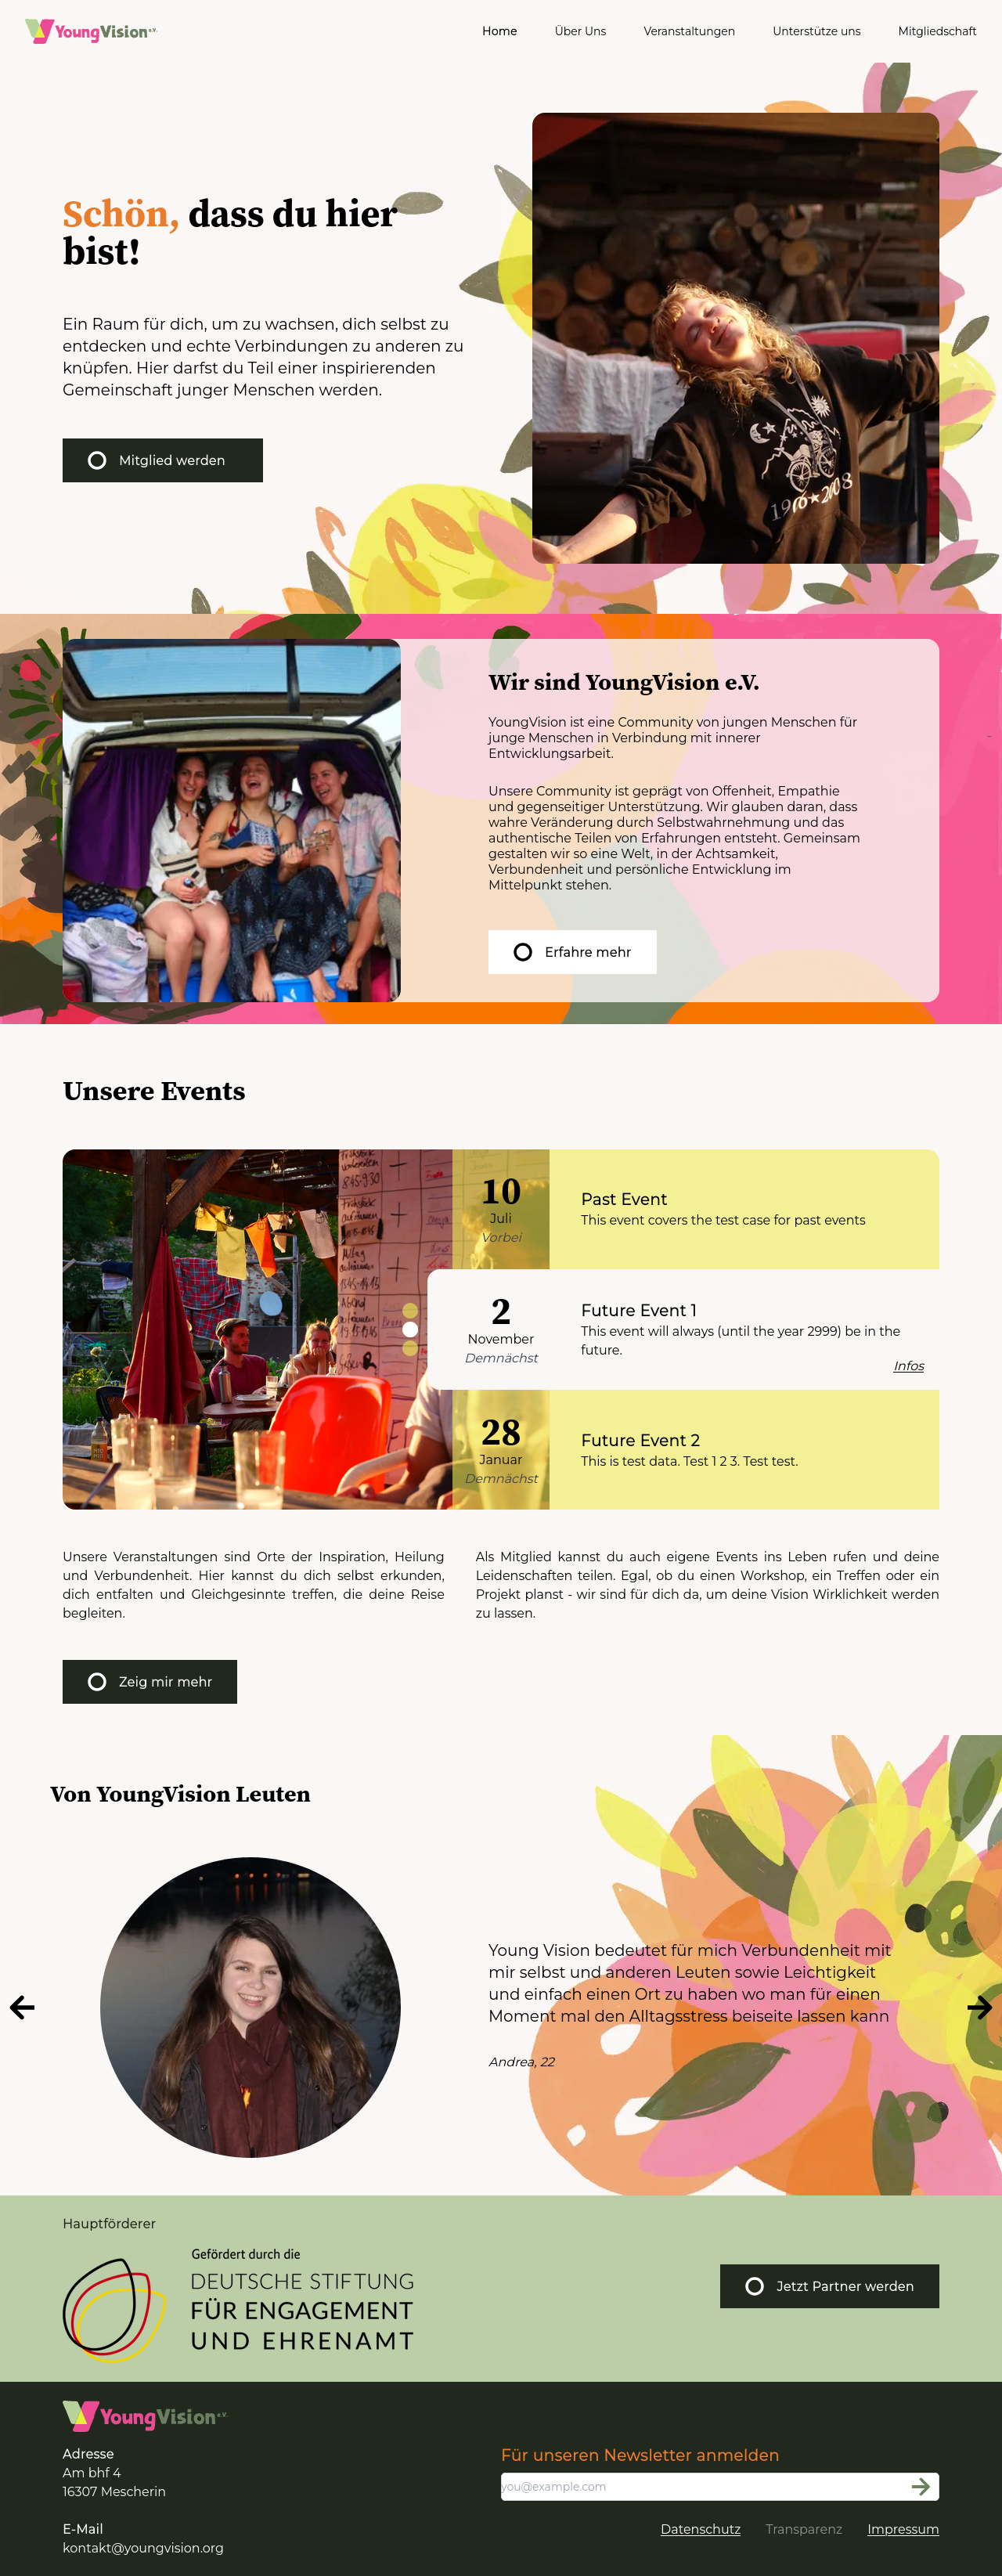 YoungVision e.V.
Home
Über Uns
Veranstaltungen
Unterstütze uns
Mitgliedschaft
Schön, dass du hier
bist!
Ein Raum für dich, um zu wachsen, dich selbst zu
entdecken und echte Verbindungen zu anderen zu
knüpfen. Hier darfst du Teil einer inspirierenden
Gemeinschaft junger Menschen werden.
Mitglied werden
Wir sind YoungVision e.V.
YoungVision ist eine Community von jungen Menschen für
junge Menschen in Verbindung mit innerer
Entwicklungsarbeit.
Unsere Community ist geprägt von Offenheit, Empathie
und gegenseitiger Unterstützung. Wir glauben daran, dass
wahre Veränderung durch Selbstwahrnehmung und das
authentische Teilen von Erfahrungen entsteht. Gemeinsam
gestalten wir so eine Welt, in der Achtsamkeit,
Verbundenheit und persönliche Entwicklung im
Mittelpunkt stehen.
Erfahre mehr
Unsere Events
10
Juli
Vorbei
Past Event
This event covers the test case for past events
2
November
Demnächst
Future Event 1
This event will always (until the year 2999) be in the
future.
Infos
28
Januar
Demnächst
Future Event 2
This is test data. Test 1 2 3. Test test.
Unsere Veranstaltungen sind Orte der Inspiration, Heilung
und Verbundenheit. Hier kannst du dich selbst erkunden,
dich entfalten und Gleichgesinnte treffen, die deine Reise
begleiten.
Als Mitglied kannst du auch eigene Events ins Leben rufen und deine
Leidenschaften teilen. Egal, ob du einen Workshop, ein Treffen oder ein
Projekt planst - wir sind für dich da, um deine Vision Wirklichkeit werden
zu lassen.
Zeig mir mehr
Von YoungVision Leuten
Young Vision bedeutet für mich Verbundenheit mit
mir selbst und anderen Leuten sowie Leichtigkeit
und einfach einen Ort zu haben wo man für einen
Moment mal den Alltagsstress beiseite lassen kann
Andrea, 22
Hauptförderer
Gefördert durch die
DEUTSCHE STIFTUNG
FÜR ENGAGEMENT
UND EHRENAMT
Jetzt Partner werden
YoungVision e.V.
Adresse
Am bhf 4
16307 Mescherin
E-Mail
kontakt@youngvision.org
Für unseren Newsletter anmelden
you@example.com
Datenschutz
Transparenz
Impressum